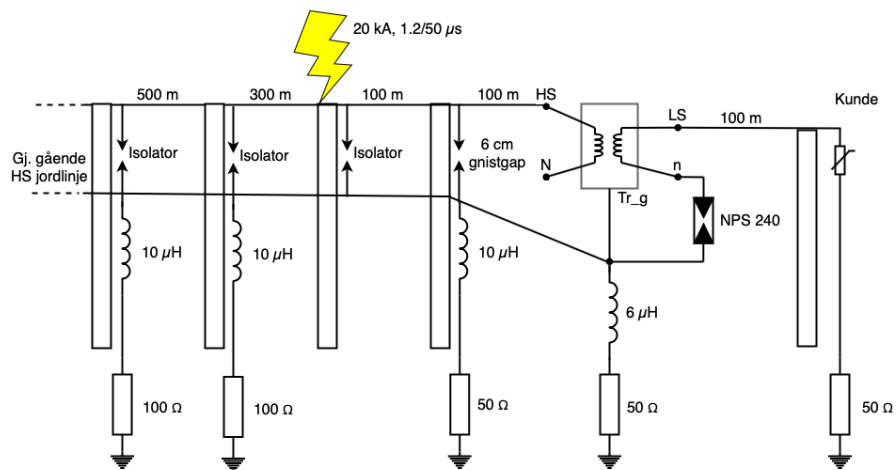 20 kA, 1.2/50 µs
500 m
300 m
100 m
100 m
HS
LS
100 m
Kunde
Isolator
Isolator
Isolator
6 cm
gnistgap
Gj. gående
HS jordlinje
N
n
Tr_g
NPS 240
10 µH
10 µH
10 µH
6 µH
100 Ω
100 Ω
50 Ω
50 Ω
50 Ω